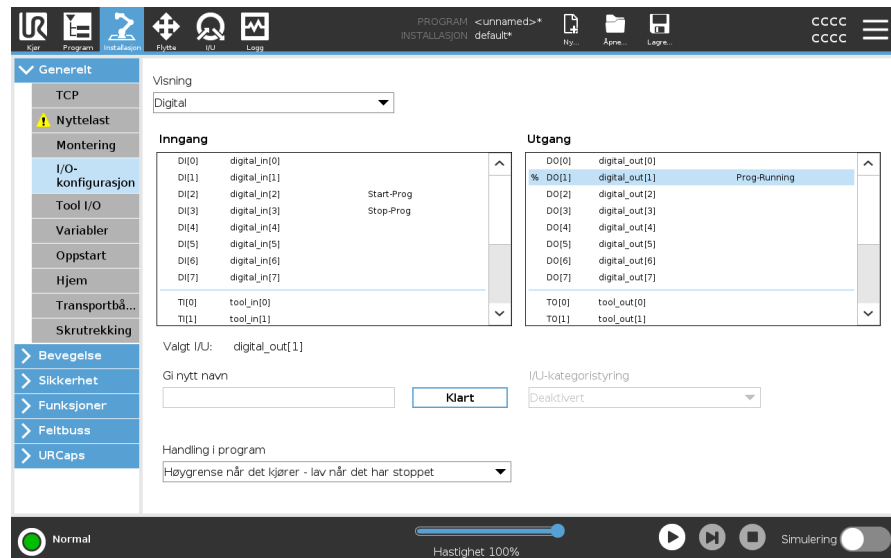 PROGRAM <unnamed>*
INSTALLASJON default*
UR
Kjør
Program
Installasjon
Flytte
I/U
Logg
Ny...
Åpne...
Lagre...
CCCC
CCCC
Generelt
TCP
Nyttelast
Montering
I/O-
konfigurasjon
Tool I/O
Variabler
Oppstart
Hjem
Transportbå...
Skrutrekking
Bevegelse
Sikkerhet
Funksjoner
Feltbuss
URCaps
Visning
Digital
Inngang
DI[0] digital_in[0]
DI[1] digital_in[1]
DI[2] digital_in[2] Start-Prog
DI[3] digital_in[3] Stop-Prog
DI[4] digital_in[4]
DI[5] digital_in[5]
DI[6] digital_in[6]
DI[7] digital_in[7]
TI[0] tool_in[0]
TI[1] tool_in[1]
Utgang
DO[0] digital_out[0]
% DO[1] digital_out[1] Prog-Running
DO[2] digital_out[2]
DO[3] digital_out[3]
DO[4] digital_out[4]
DO[5] digital_out[5]
DO[6] digital_out[6]
DO[7] digital_out[7]
TO[0] tool_out[0]
TO[1] tool_out[1]
Valgt I/U: digital_out[1]
Gi nytt navn
Klart
I/U-kategoristyring
Deaktivert
Handling i program
Høygrense når det kjører - lav når det har stoppet
Normal
Hastighet 100%
Simulering